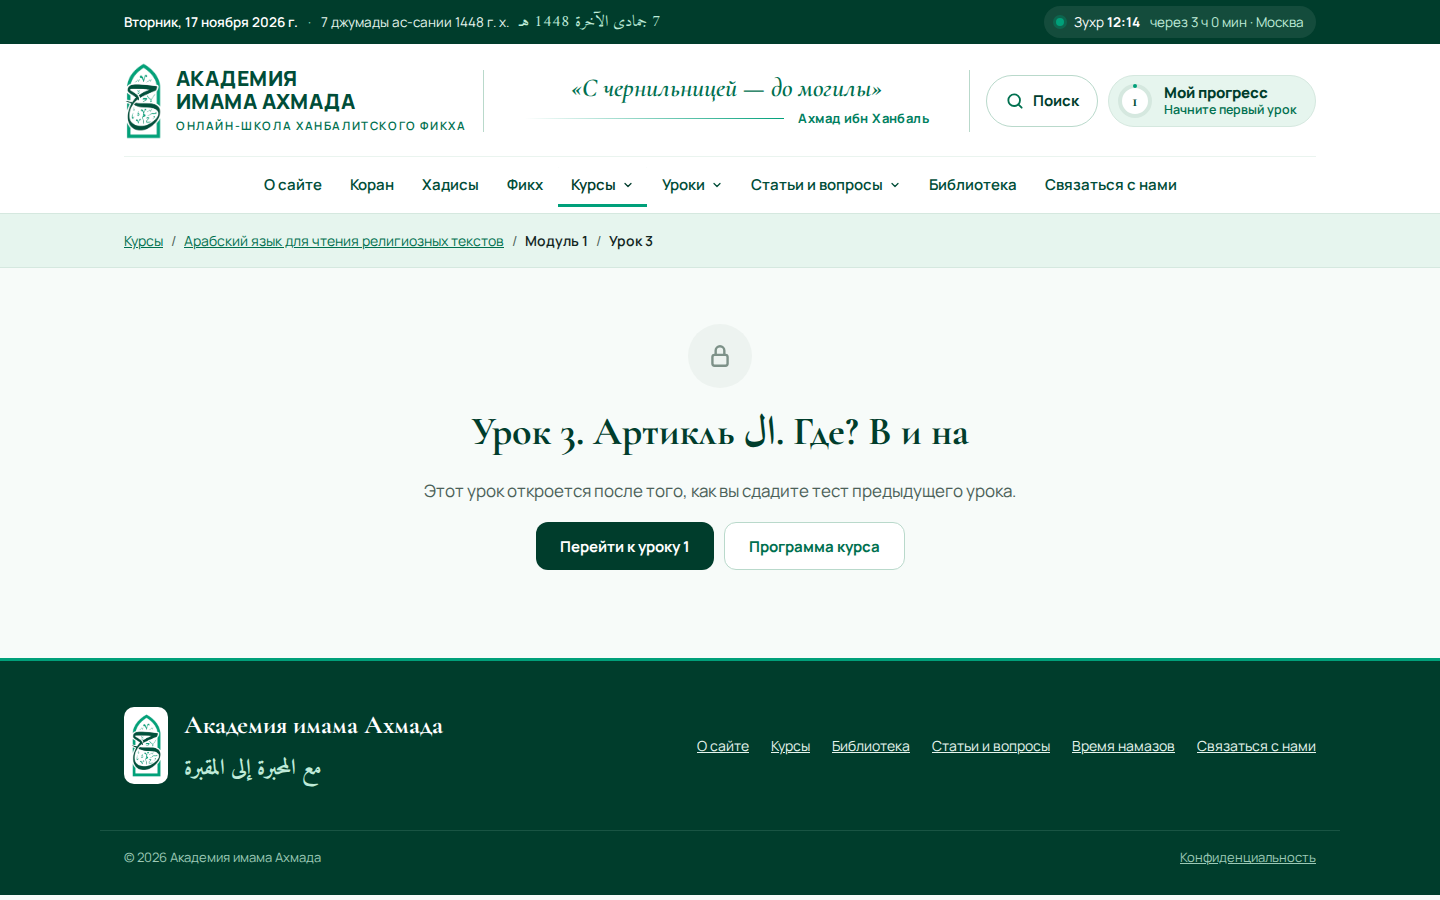 Вторник, 17 ноября 2026 г. · 7 джумады ас-сании 1448 г. х. 7 جمادى الآخرة 1448 هـ
Зухр 12:14 через 3 ч 0 мин · Москва
АКАДЕМИЯ
ИМАМА АХМАДА
ОНЛАЙН-ШКОЛА ХАНБАЛИТСКОГО ФИКХА
«С чернильницей — до могилы»
Ахмад ибн Ханбаль
Поиск
1
Мой прогресс
Начните первый урок
О сайте Коран Хадисы Фикх Курсы Уроки Статьи и вопросы Библиотека Связаться с нами
Курсы / Арабский язык для чтения религиозных текстов / Модуль 1 / Урок 3
Урок 3. Артикль ال. Где? В и на
Этот урок откроется после того, как вы сдадите тест предыдущего урока.
Перейти к уроку 1
Программа курса
Академия имама Ахмада
مع المحبرة إلى المقبرة
О сайте Курсы Библиотека Статьи и вопросы Время намазов Связаться с нами
© 2026 Академия имама Ахмада
Конфиденциальность